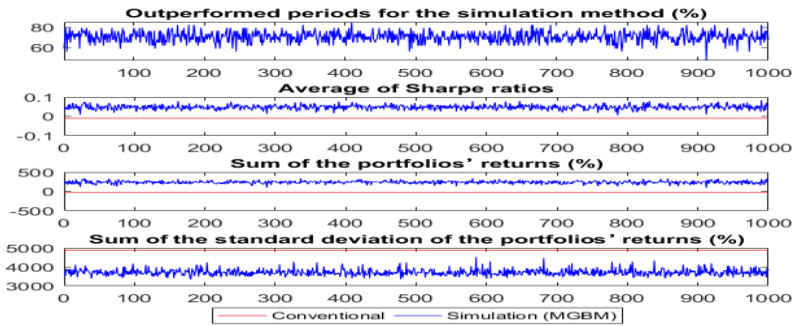 Outperformed periods for the simulation method (%)
80
60
100 200 300 400 500 600 700 800 900 1000
Average of Sharpe ratios
0.1
0
-0.1
0 100 200 300 400 500 600 700 800 900 1000
Sum of the portfolios' returns (%)
500
0
-500
0 100 200 300 400 500 600 700 800 900 1000
Sum of the standard deviation of the portfolios' returns (%)
5000
4000
3000
0 100 200 300 400 500 600 700 800 900 1000
Conventional Simulation (MGBM)